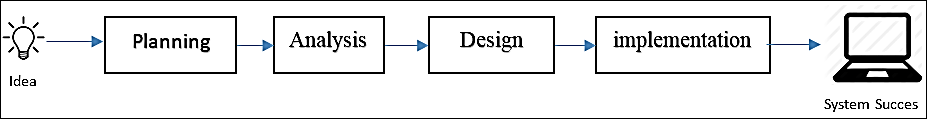 Idea
Planning
Analysis
Design
implementation
System Succes